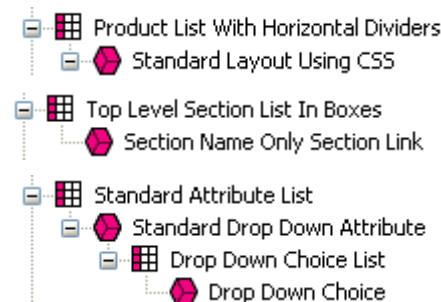 Product List With Horizontal Dividers
Standard Layout Using CSS
Top Level Section List In Boxes
Section Name Only Section Link
Standard Attribute List
Standard Drop Down Attribute
Drop Down Choice List
Drop Down Choice